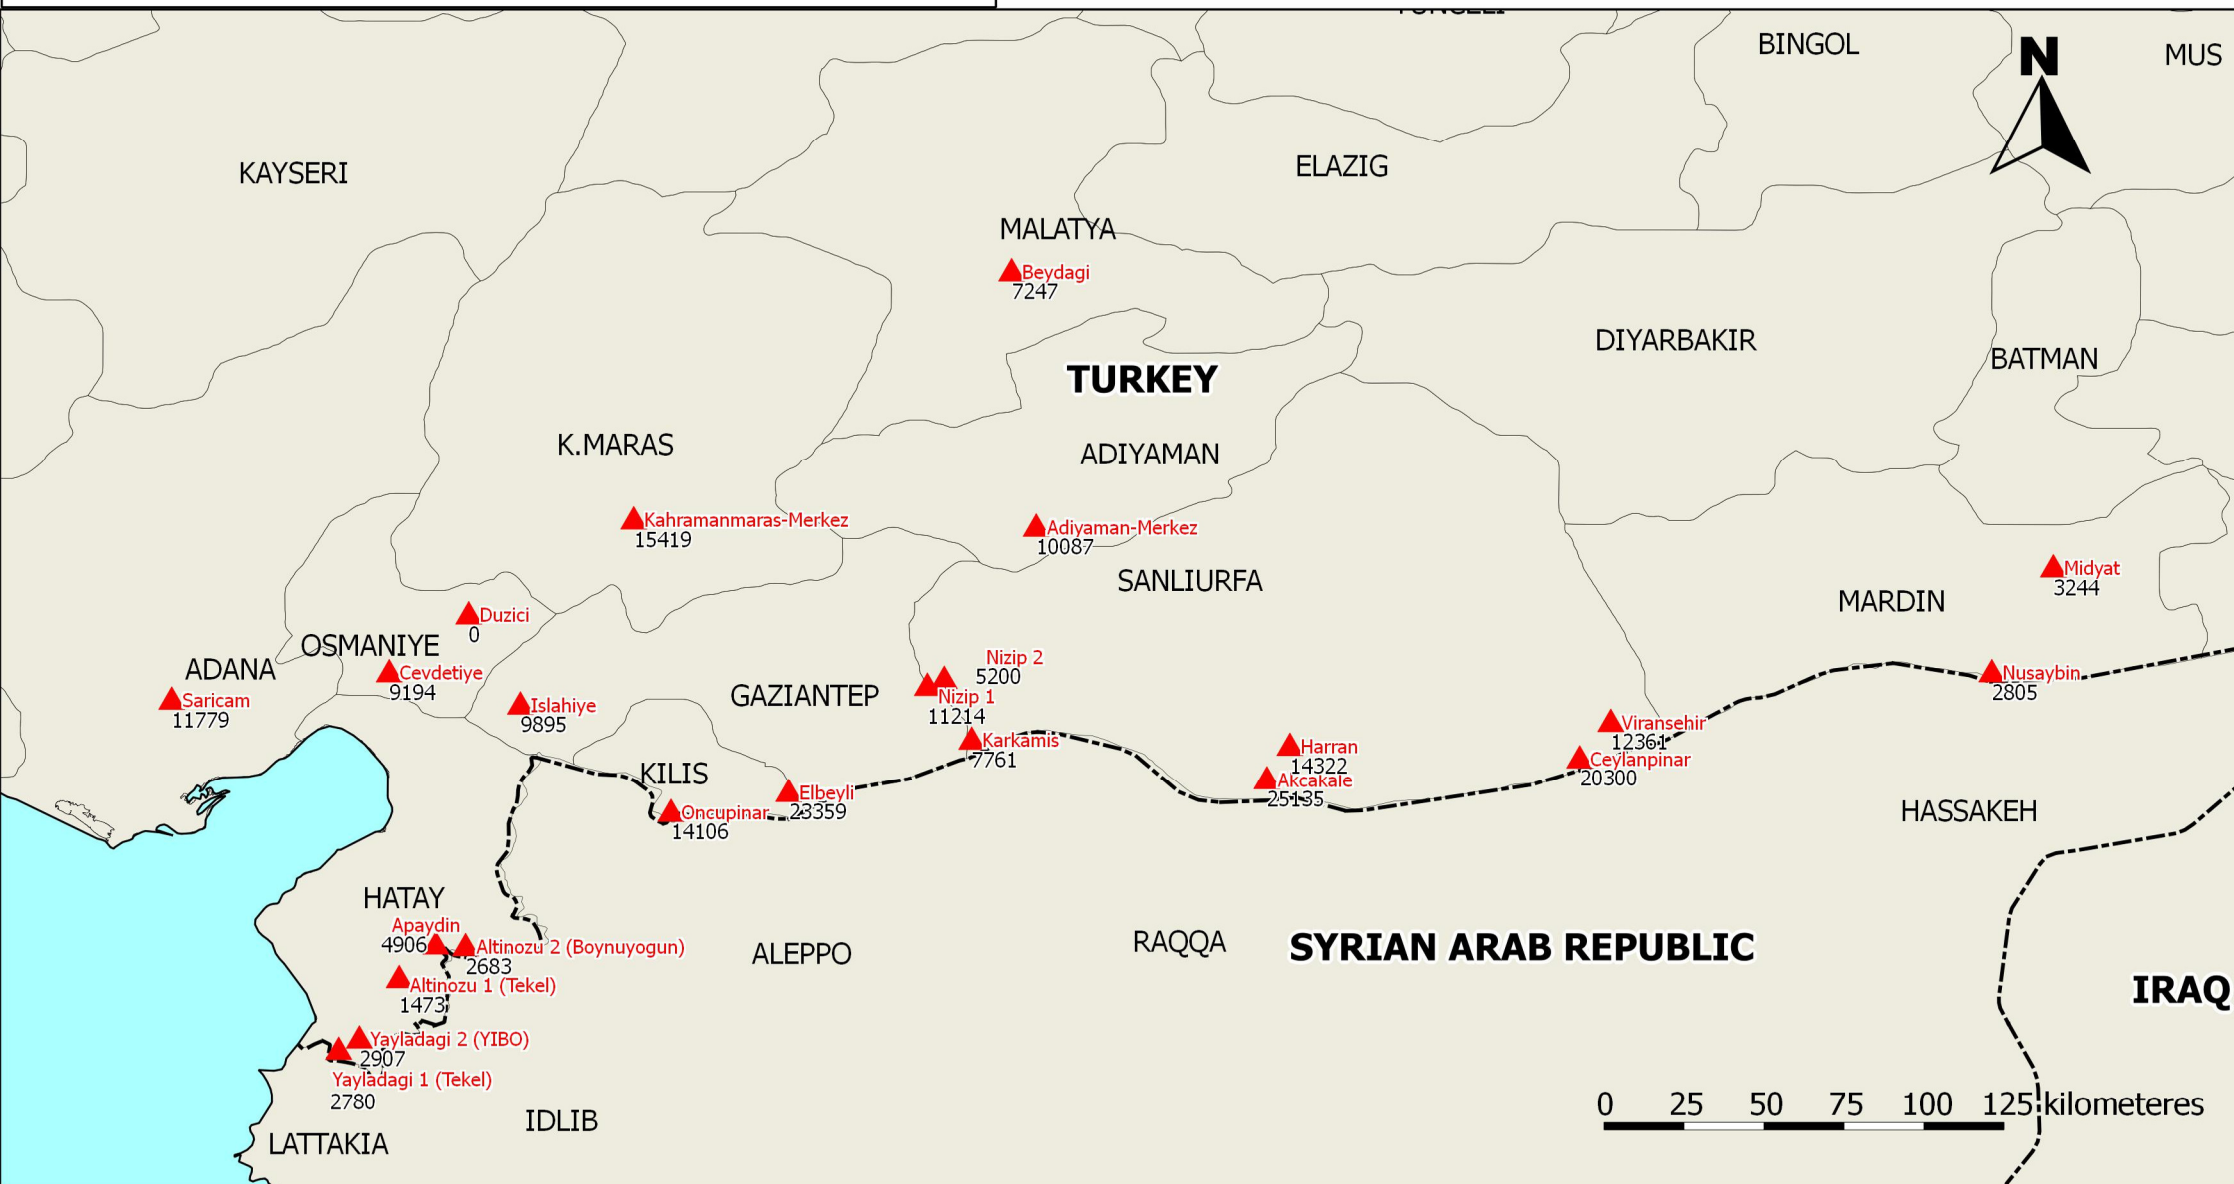 BINGOL
N
MUS
KAYSERI
ELAZIG
MALATYA
Beydagi
7247
DIYARBAKIR
BATMAN
TURKEY
K.MARAS
ADIYAMAN
Kahramanmaras-Merkez
15419
Adiyaman-Merkez
10087
SANLIURFA
Midyat
3244
MARDIN
Duzici
0
OSMANIYE
ADANA
Cevdetiye
9194
Saricam
11779
Islahiye
9895
GAZIANTEP
Nizip 2
5200
Nizip 1
11214
Nusaybin
2805
Karkamis
7761
Harran
14322
Viransehir
12361
Akcakale
25135
Ceylanpinar
20300
KILIS
Elbeyli
23359
Oncupinar
14106
HASSAKEH
HATAY
Apaydin
4906
Altinozu 2 (Boynuyogun)
2683
Altinozu 1 (Tekel)
1473
ALEPPO
RAQQA
SYRIAN ARAB REPUBLIC
IRAQ
Yayladagi 2 (YIBO)
2907
Yayladagi 1 (Tekel)
2780
IDLIB
LATTAKIA
0 25 50 75 100 125 kilometeres